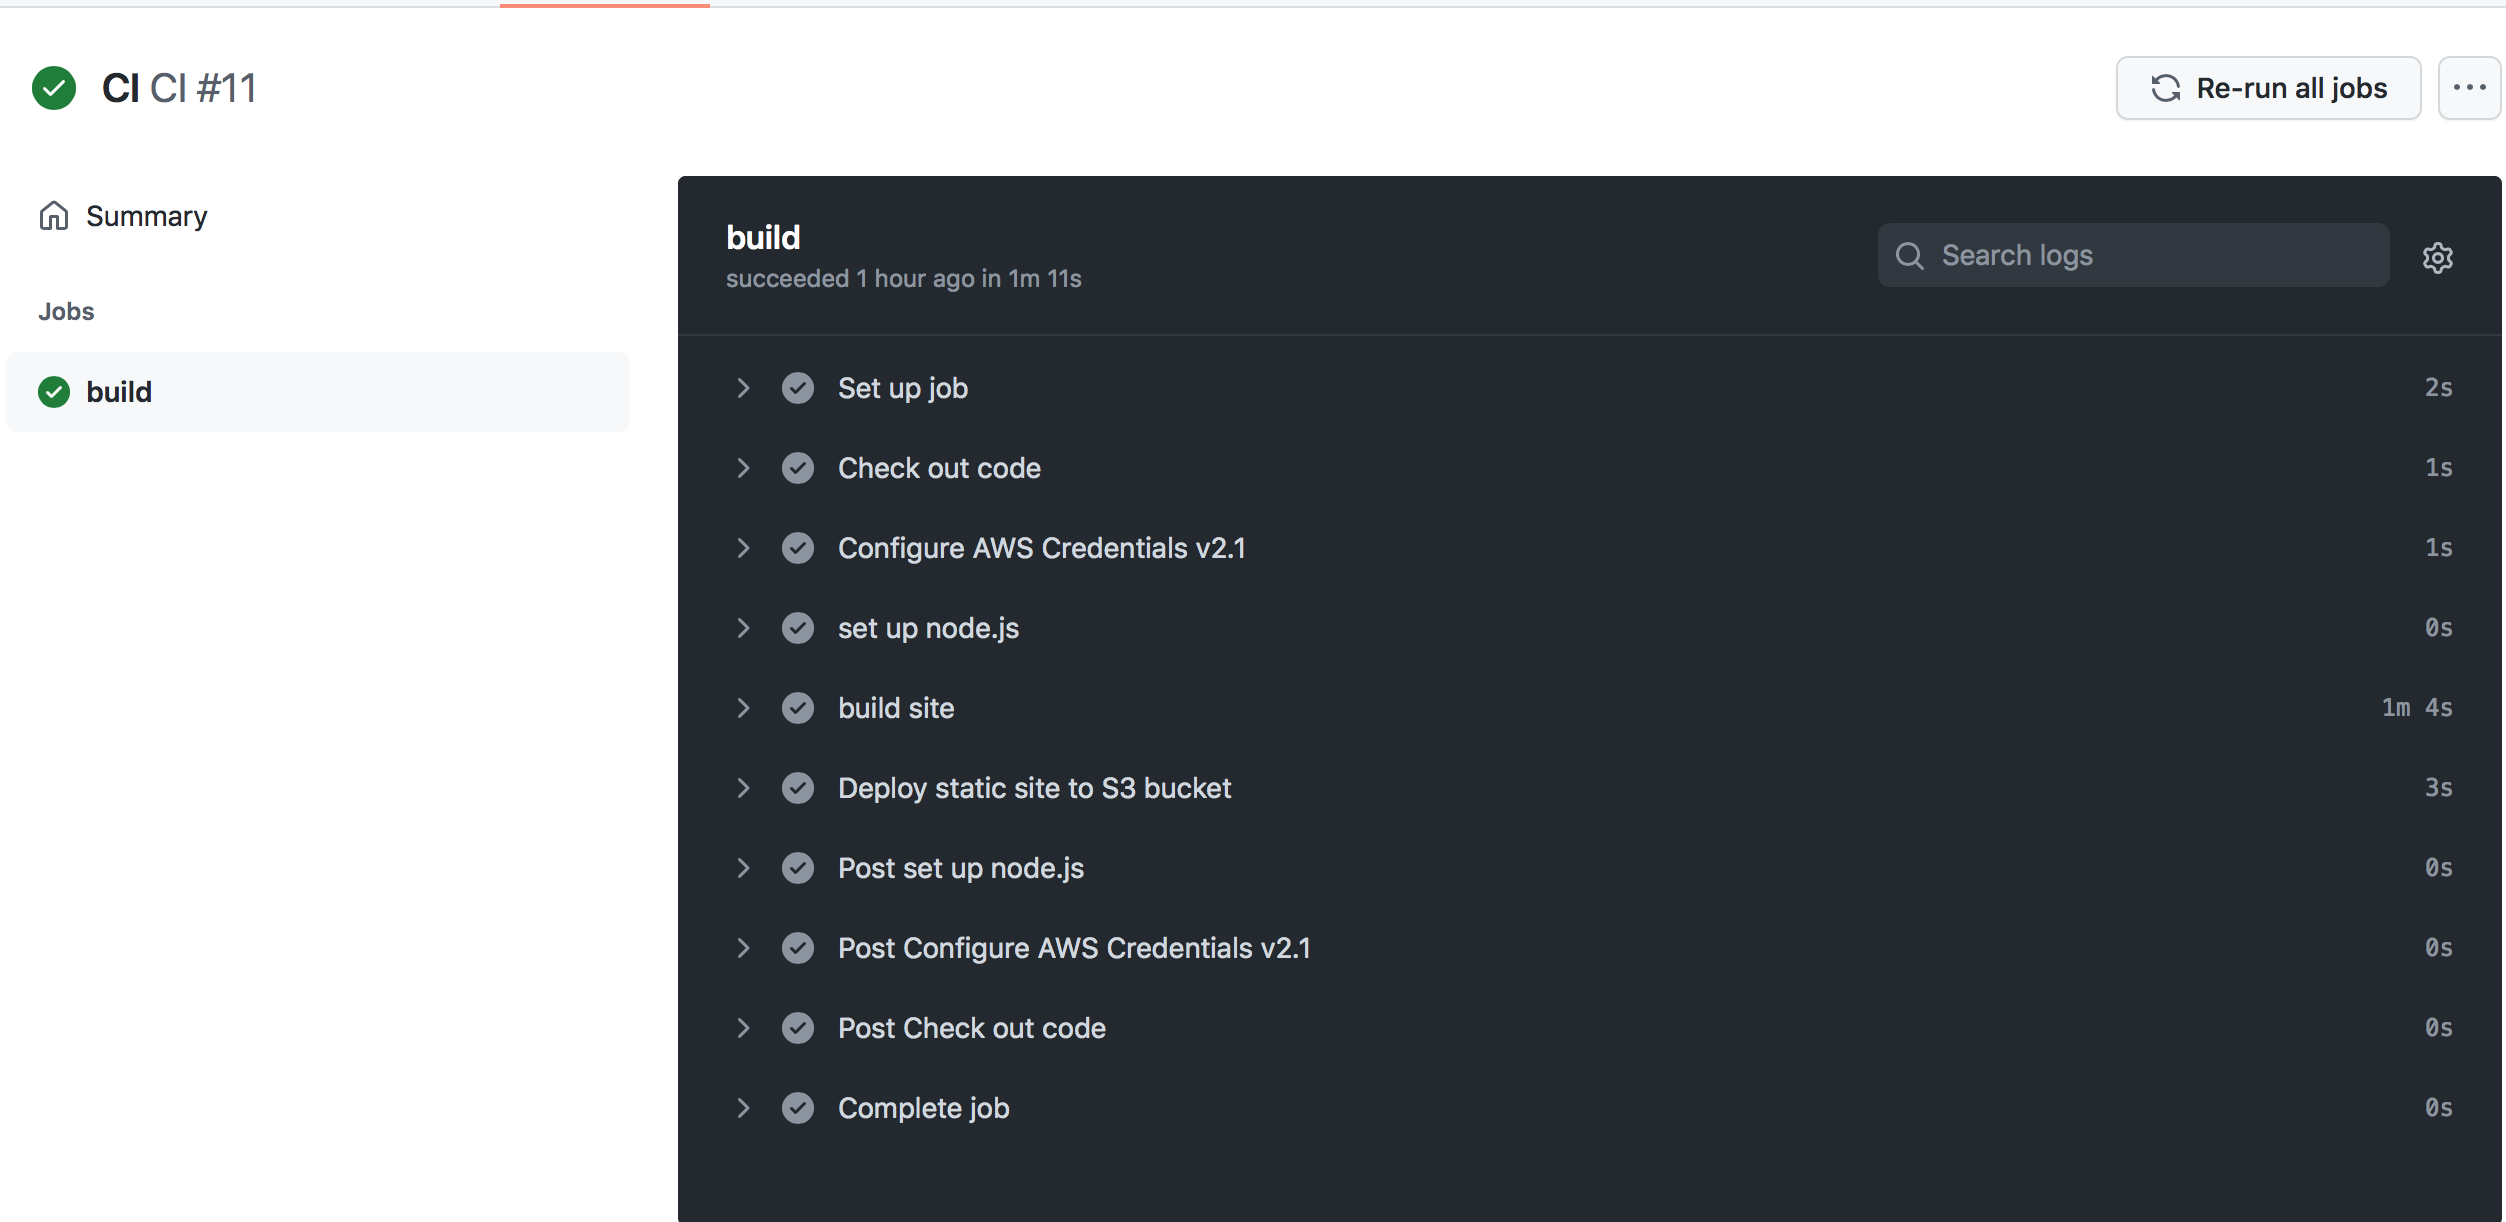 CI CI #11
Re-run all jobs
Summary
Jobs
build
build
succeeded 1 hour ago in 1m 11s
Search logs
Set up job 2s
Check out code 1s
Configure AWS Credentials v2.1 1s
set up node.js 0s
build site 1m 4s
Deploy static site to S3 bucket 3s
Post set up node.js 0s
Post Configure AWS Credentials v2.1 0s
Post Check out code 0s
Complete job 0s